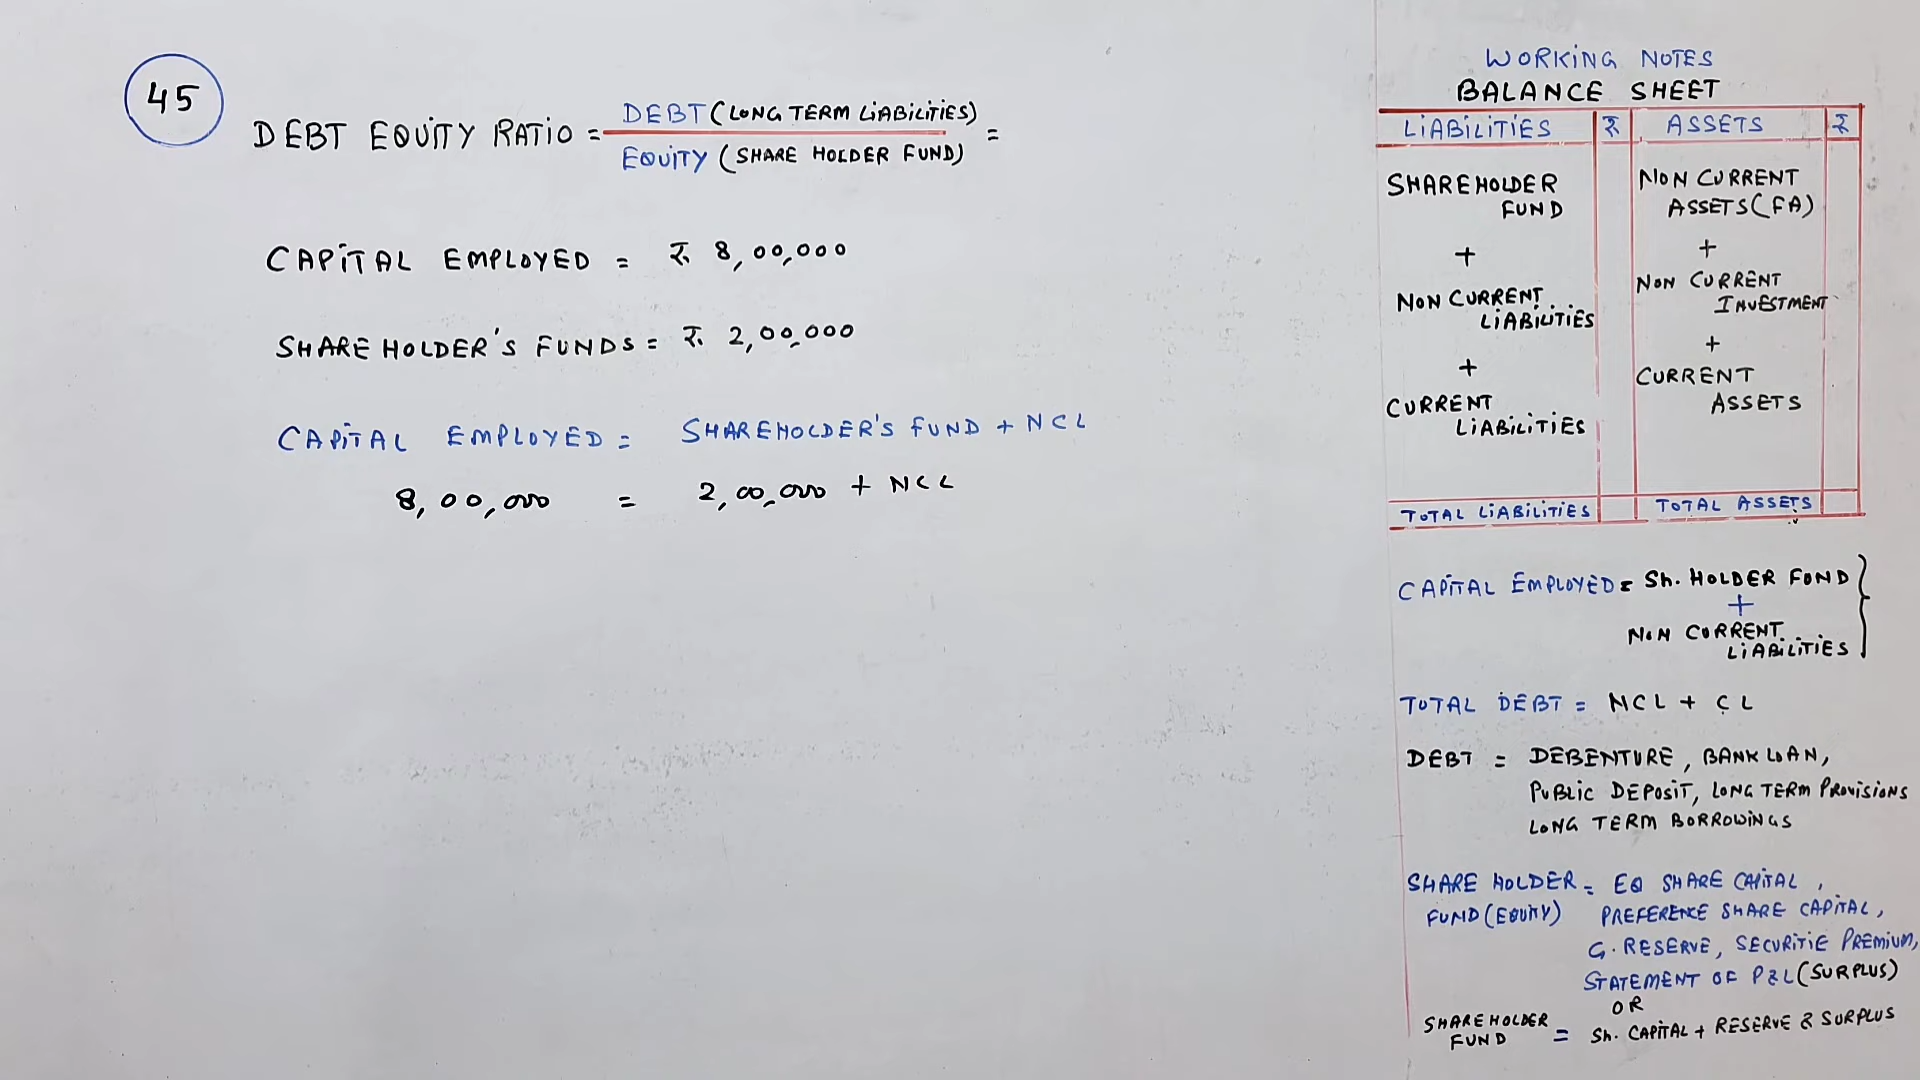 45
DEBT EQUITY RATIO = DEBT (LONG TERM LIABILITIES) =
EQUITY (SHARE HOLDER FUND)
CAPITAL EMPLOYED = ₹. 8,00,000
SHARE HOLDER'S FUNDS = ₹. 2,00,000
CAPITAL EMPLOYED = SHAREHOLDER'S FUND + NCL
8,00,000 = 2,00,000 + NCL
WORKING NOTES
BALANCE SHEET
LIABILITIES ₹ ASSETS ₹
SHAREHOLDER FUND
+
NON CURRENT LIABILITIES
+
CURRENT LIABILITIES
NON CURRENT
ASSETS (FA)
+
NON CURRENT
INVESTMENT
+
CURRENT
ASSETS
TOTAL LIABILITIES TOTAL ASSETS
CAPITAL EMPLOYED = Sh. HOLDER FOND
+
NON CURRENT
LIABILITIES
TOTAL DEBT = NCL + CL
DEBT = DEBENTURE, BANK LOAN,
PUBLIC DEPOSIT, LONG TERM PROVISIONS
LONG TERM BORROWINGS
SHARE HOLDER = EQ SHARE CAPITAL,
FUND (EQUITY) PREFERENCE SHARE CAPITAL,
G. RESERVE, SECURITIE PREMIUM,
STATEMENT OF P&L (SURPLUS)
OR
SHARE HOLDER
FUND = Sh. CAPITAL + RESERVE & SURPLUS